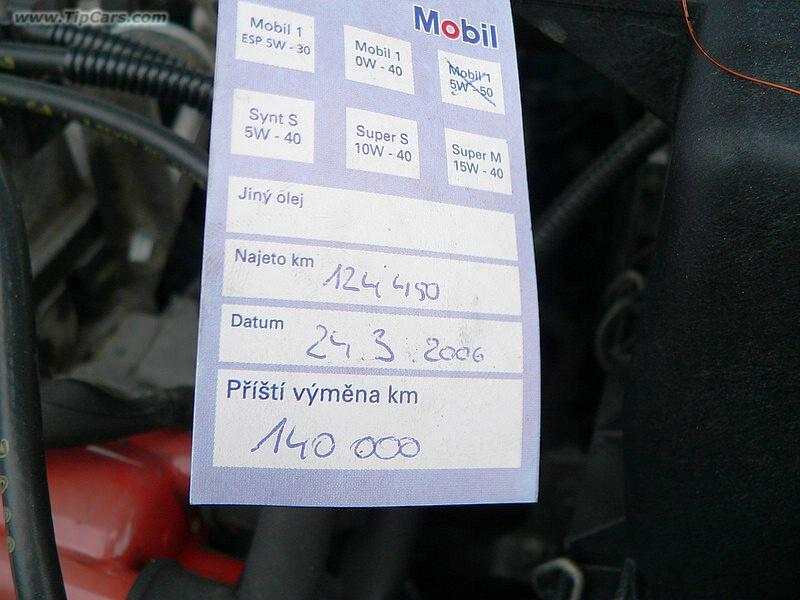 www.TipCars.com
Mobil
Mobil 1
ESP 5W - 30
Mobil 1
0W - 40
Mobil 1
5W - 50
Synt S
5W - 40
Super S
10W - 40
Super M
15W - 40
Jiný olej
Najeto km 124 450
Datum 24 3 2006
Příští výměna km
140 000